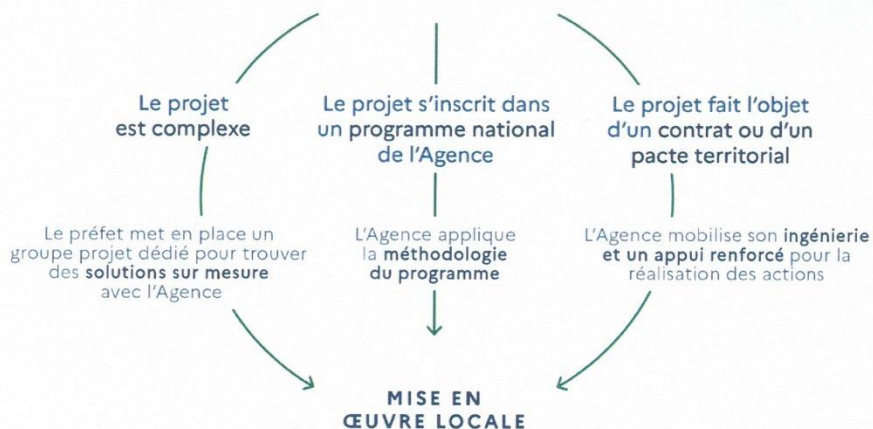 Le projet
est complexe
Le projet s'inscrit dans
un programme national
de l'Agence
Le projet fait l'objet
d'un contrat ou d'un
pacte territorial
Le préfet met en place un
groupe projet dédié pour trouver
des solutions sur mesure
avec l'Agence
L'Agence applique
la méthodologie
du programme
L'Agence mobilise son ingénierie
et un appui renforcé pour la
réalisation des actions
MISE EN
ŒUVRE LOCALE